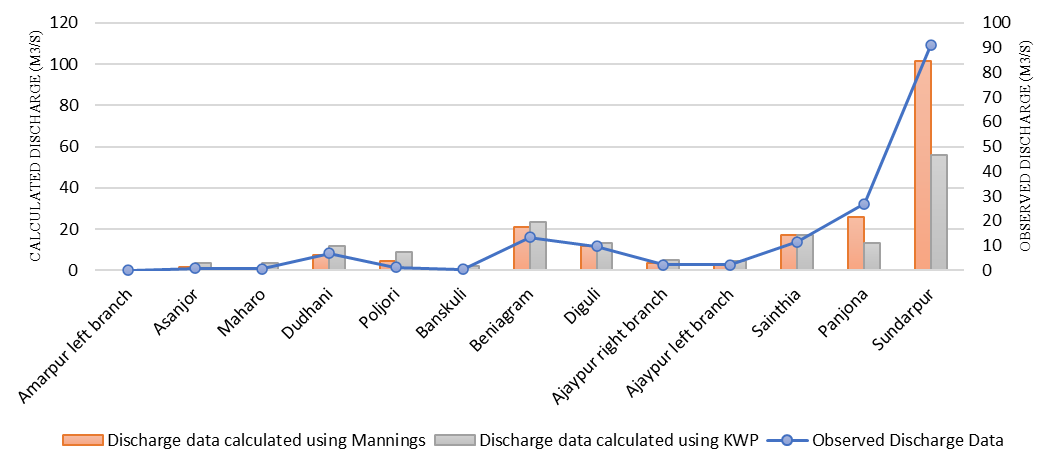 CALCULATED DISCHARGE (M3/S)
120
100
80
60
40
20
0
100
90
80
70
60
50
40
30
20
10
0
OBSERVED DISCHARGE (M3/S)
Amarpur left branch
Asanjor
Maharo
Dudhani
Poljori
Banskuli
Beniagram
Diguli
Ajaypur right branch
Ajaypur left branch
Sainthia
Panjona
Sundarpur
Discharge data calculated using Mannings
Discharge data calculated using KWP
Observed Discharge Data